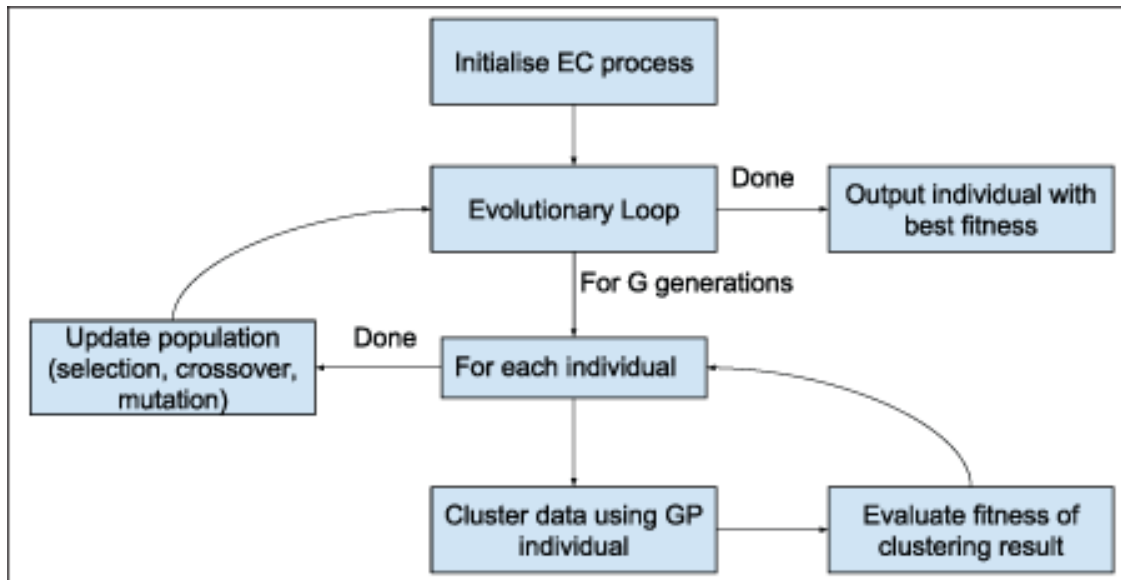 Initialise EC process
Evolutionary Loop
Done
Output individual with
best fitness
For G generations
Update population
(selection, crossover,
mutation)
Done
For each individual
Cluster data using GP
individual
Evaluate fitness of
clustering result